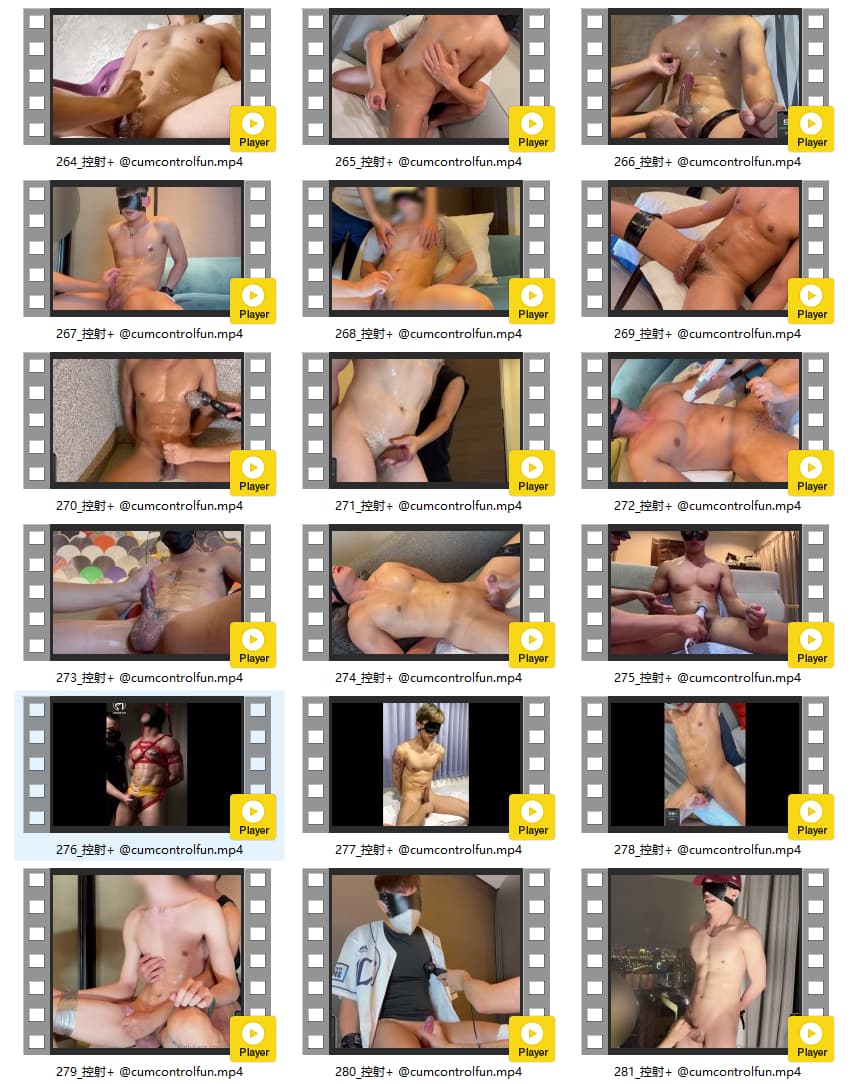 Player
Player
Player
264_控射+ @cumcontrolfun.mp4
265_控射+ @cumcontrolfun.mp4
266_控射+ @cumcontrolfun.mp4
Player
Player
Player
267_控射+ @cumcontrolfun.mp4
268_控射+ @cumcontrolfun.mp4
269_控射+ @cumcontrolfun.mp4
Player
Player
Player
270_控射+ @cumcontrolfun.mp4
271_控射+ @cumcontrolfun.mp4
272_控射+ @cumcontrolfun.mp4
Player
Player
Player
273_控射+ @cumcontrolfun.mp4
274_控射+ @cumcontrolfun.mp4
275_控射+ @cumcontrolfun.mp4
Player
Player
Player
276_控射+ @cumcontrolfun.mp4
277_控射+ @cumcontrolfun.mp4
278_控射+ @cumcontrolfun.mp4
Player
Player
Player
279_控射+ @cumcontrolfun.mp4
280_控射+ @cumcontrolfun.mp4
281_控射+ @cumcontrolfun.mp4